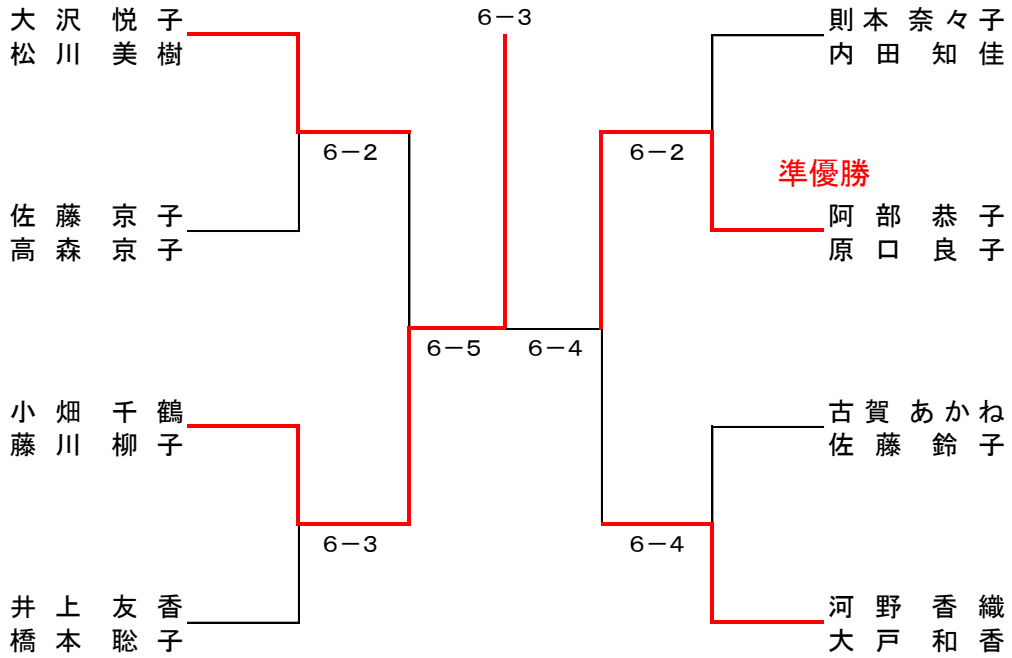 大沢 悦子
松川 美樹
6－2
佐藤 京子
高森 京子
小畑 千鶴
藤川 柳子
6－3
井上 友香
橋本 聡子
6－3
6－5
6－4
則本 奈々子
内田 知佳
6－2
準優勝
阿部 恭子
原口 良子
古賀 あかね
佐藤 鈴子
6－4
河野 香織
大戸 和香